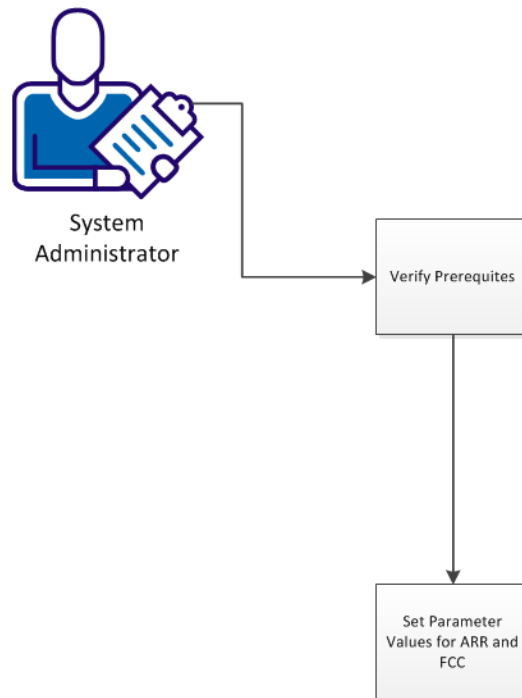 System
Administrator
Verify Prerequites
Set Parameter
Values for ARR and
FCC